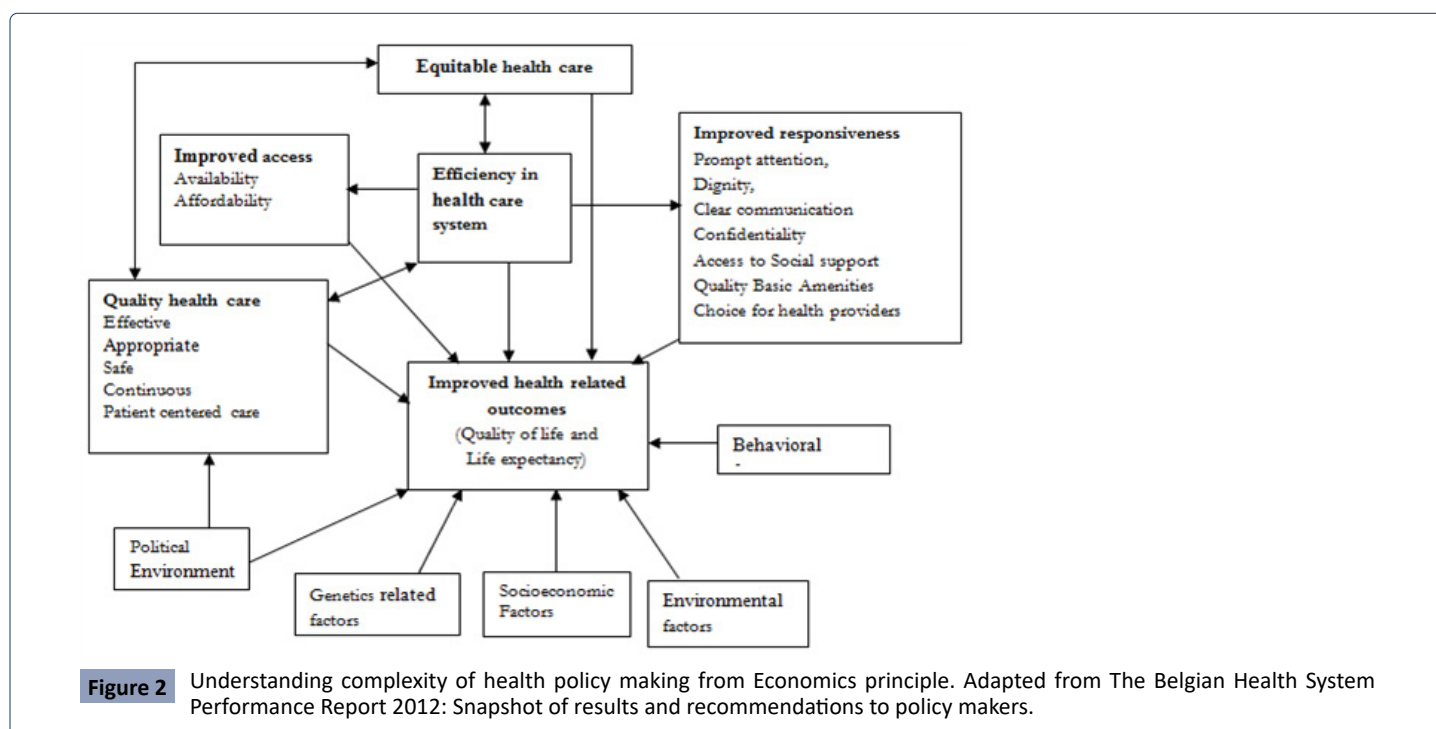 Equitable health care
Improved access
Availability
Affordability
Efficiency in
health care
system
Improved responsiveness
Prompt attention,
Dignity,
Clear communication
Confidentiality
Access to Social support
Quality Basic Amenities
Choice for health providers
Quality health care
Effective
Appropriate
Safe
Continuous
Patient centered care
Improved health related
outcomes
(Quality of life and
Life expectancy)
Behavioral
-
Political
Environment
Genetics related
factors
Socioeconomic
Factors
Environmental
factors
Figure 2 Understanding complexity of health policy making from Economics principle. Adapted from The Belgian Health System
Performance Report 2012: Snapshot of results and recommendations to policy makers.